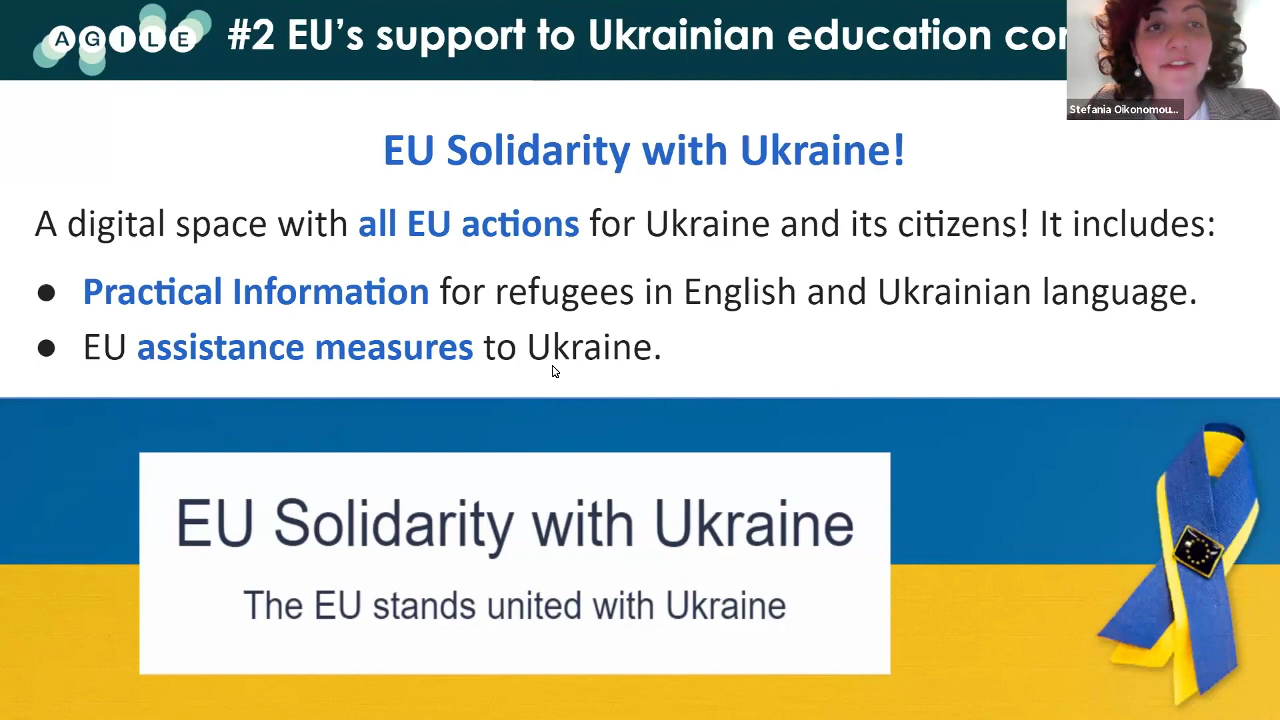 AGILE #2 EU's support to Ukrainian education
Stefania Oikonomou...
EU Solidarity with Ukraine!
A digital space with all EU actions for Ukraine and its citizens! It includes:
● Practical Information for refugees in English and Ukrainian language.
● EU assistance measures to Ukraine.
EU Solidarity with Ukraine
The EU stands united with Ukraine